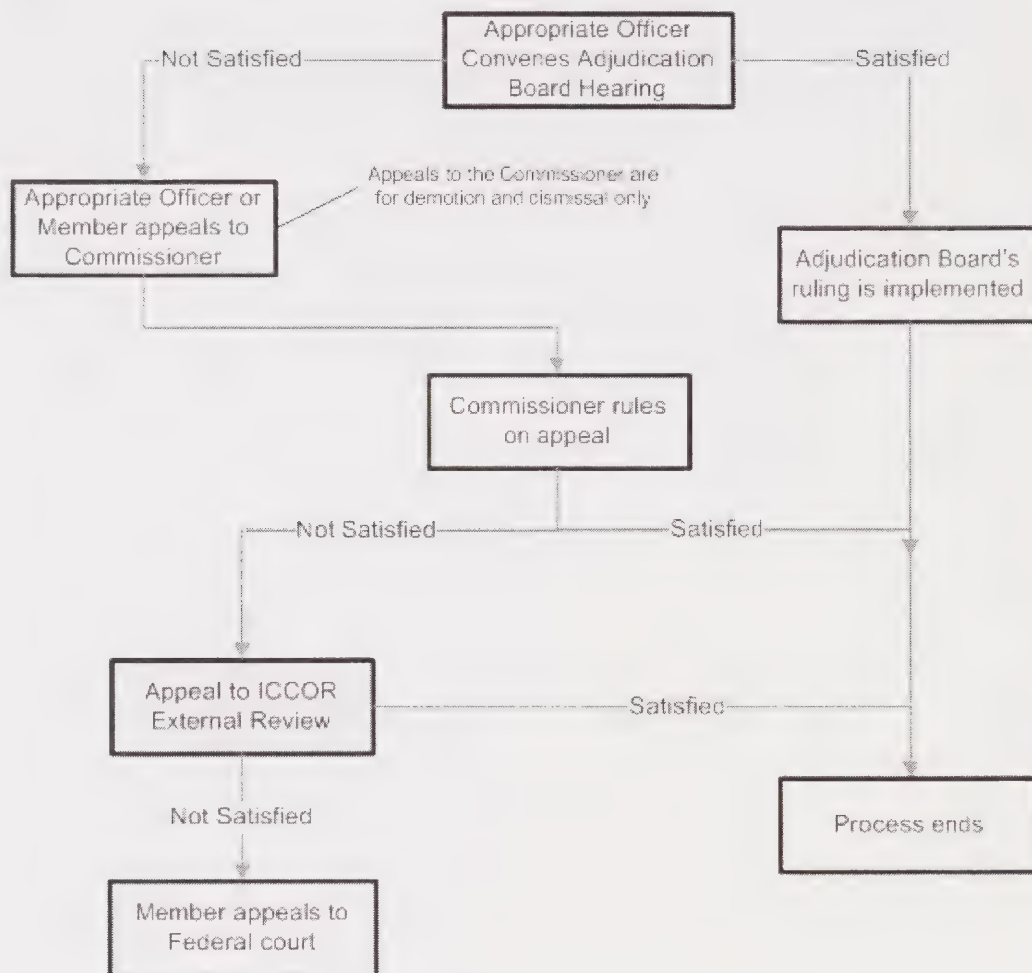 Appropriate Officer
Convenes Adjudication
Board Hearing
Not Satisfied
Satisfied
Appeals to the Commissioner are
for demotion and dismissal only
Appropriate Officer or
Member appeals to
Commissioner
Adjudication Board's
ruling is implemented
Commissioner rules
on appeal
Not Satisfied
Satisfied
Appeal to ICCOR
External Review
Satisfied
Not Satisfied
Process ends
Member appeals to
Federal court